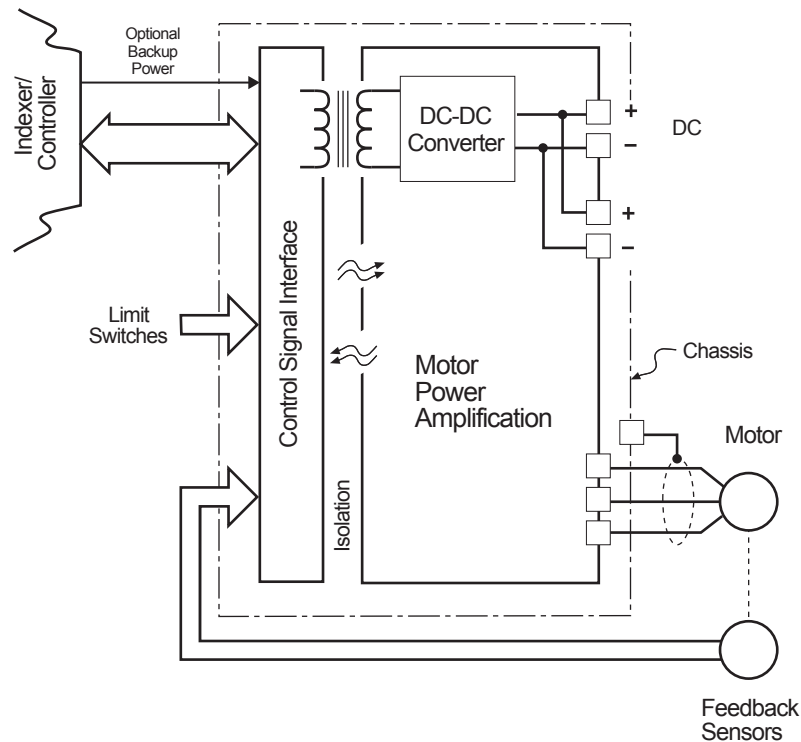 Optional
Backup
Power
Indexer/
Controller
DC-DC
Converter
+
−
DC
+
−
Control Signal Interface
Limit
Switches
Chassis
Motor
Power
Amplification
Motor
Isolation
Feedback
Sensors